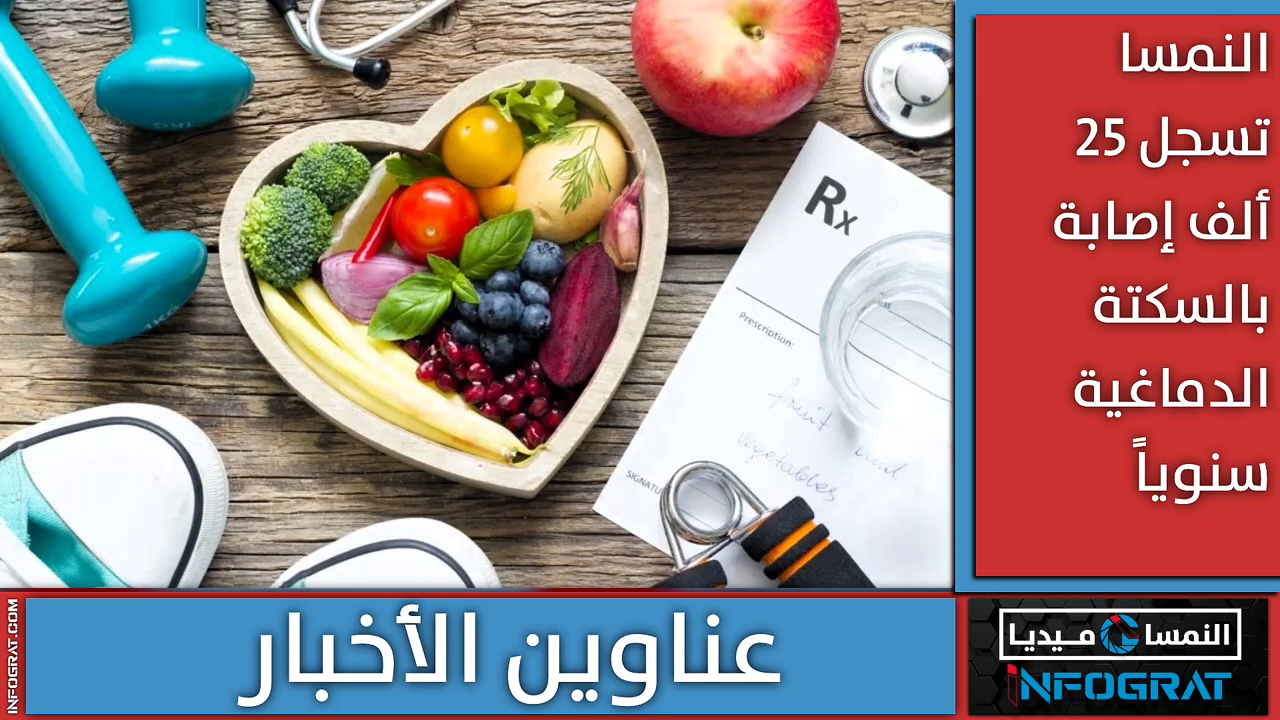 النمسا
تسجل 25
ألف إصابة
بالسكتة
الدماغية
سنوياً
1KG
Rx
Prescription:
fruit and
vegetables
عناوين الأخبار
النمسا ميديا
INFOGRAT
INFOGRAT.COM